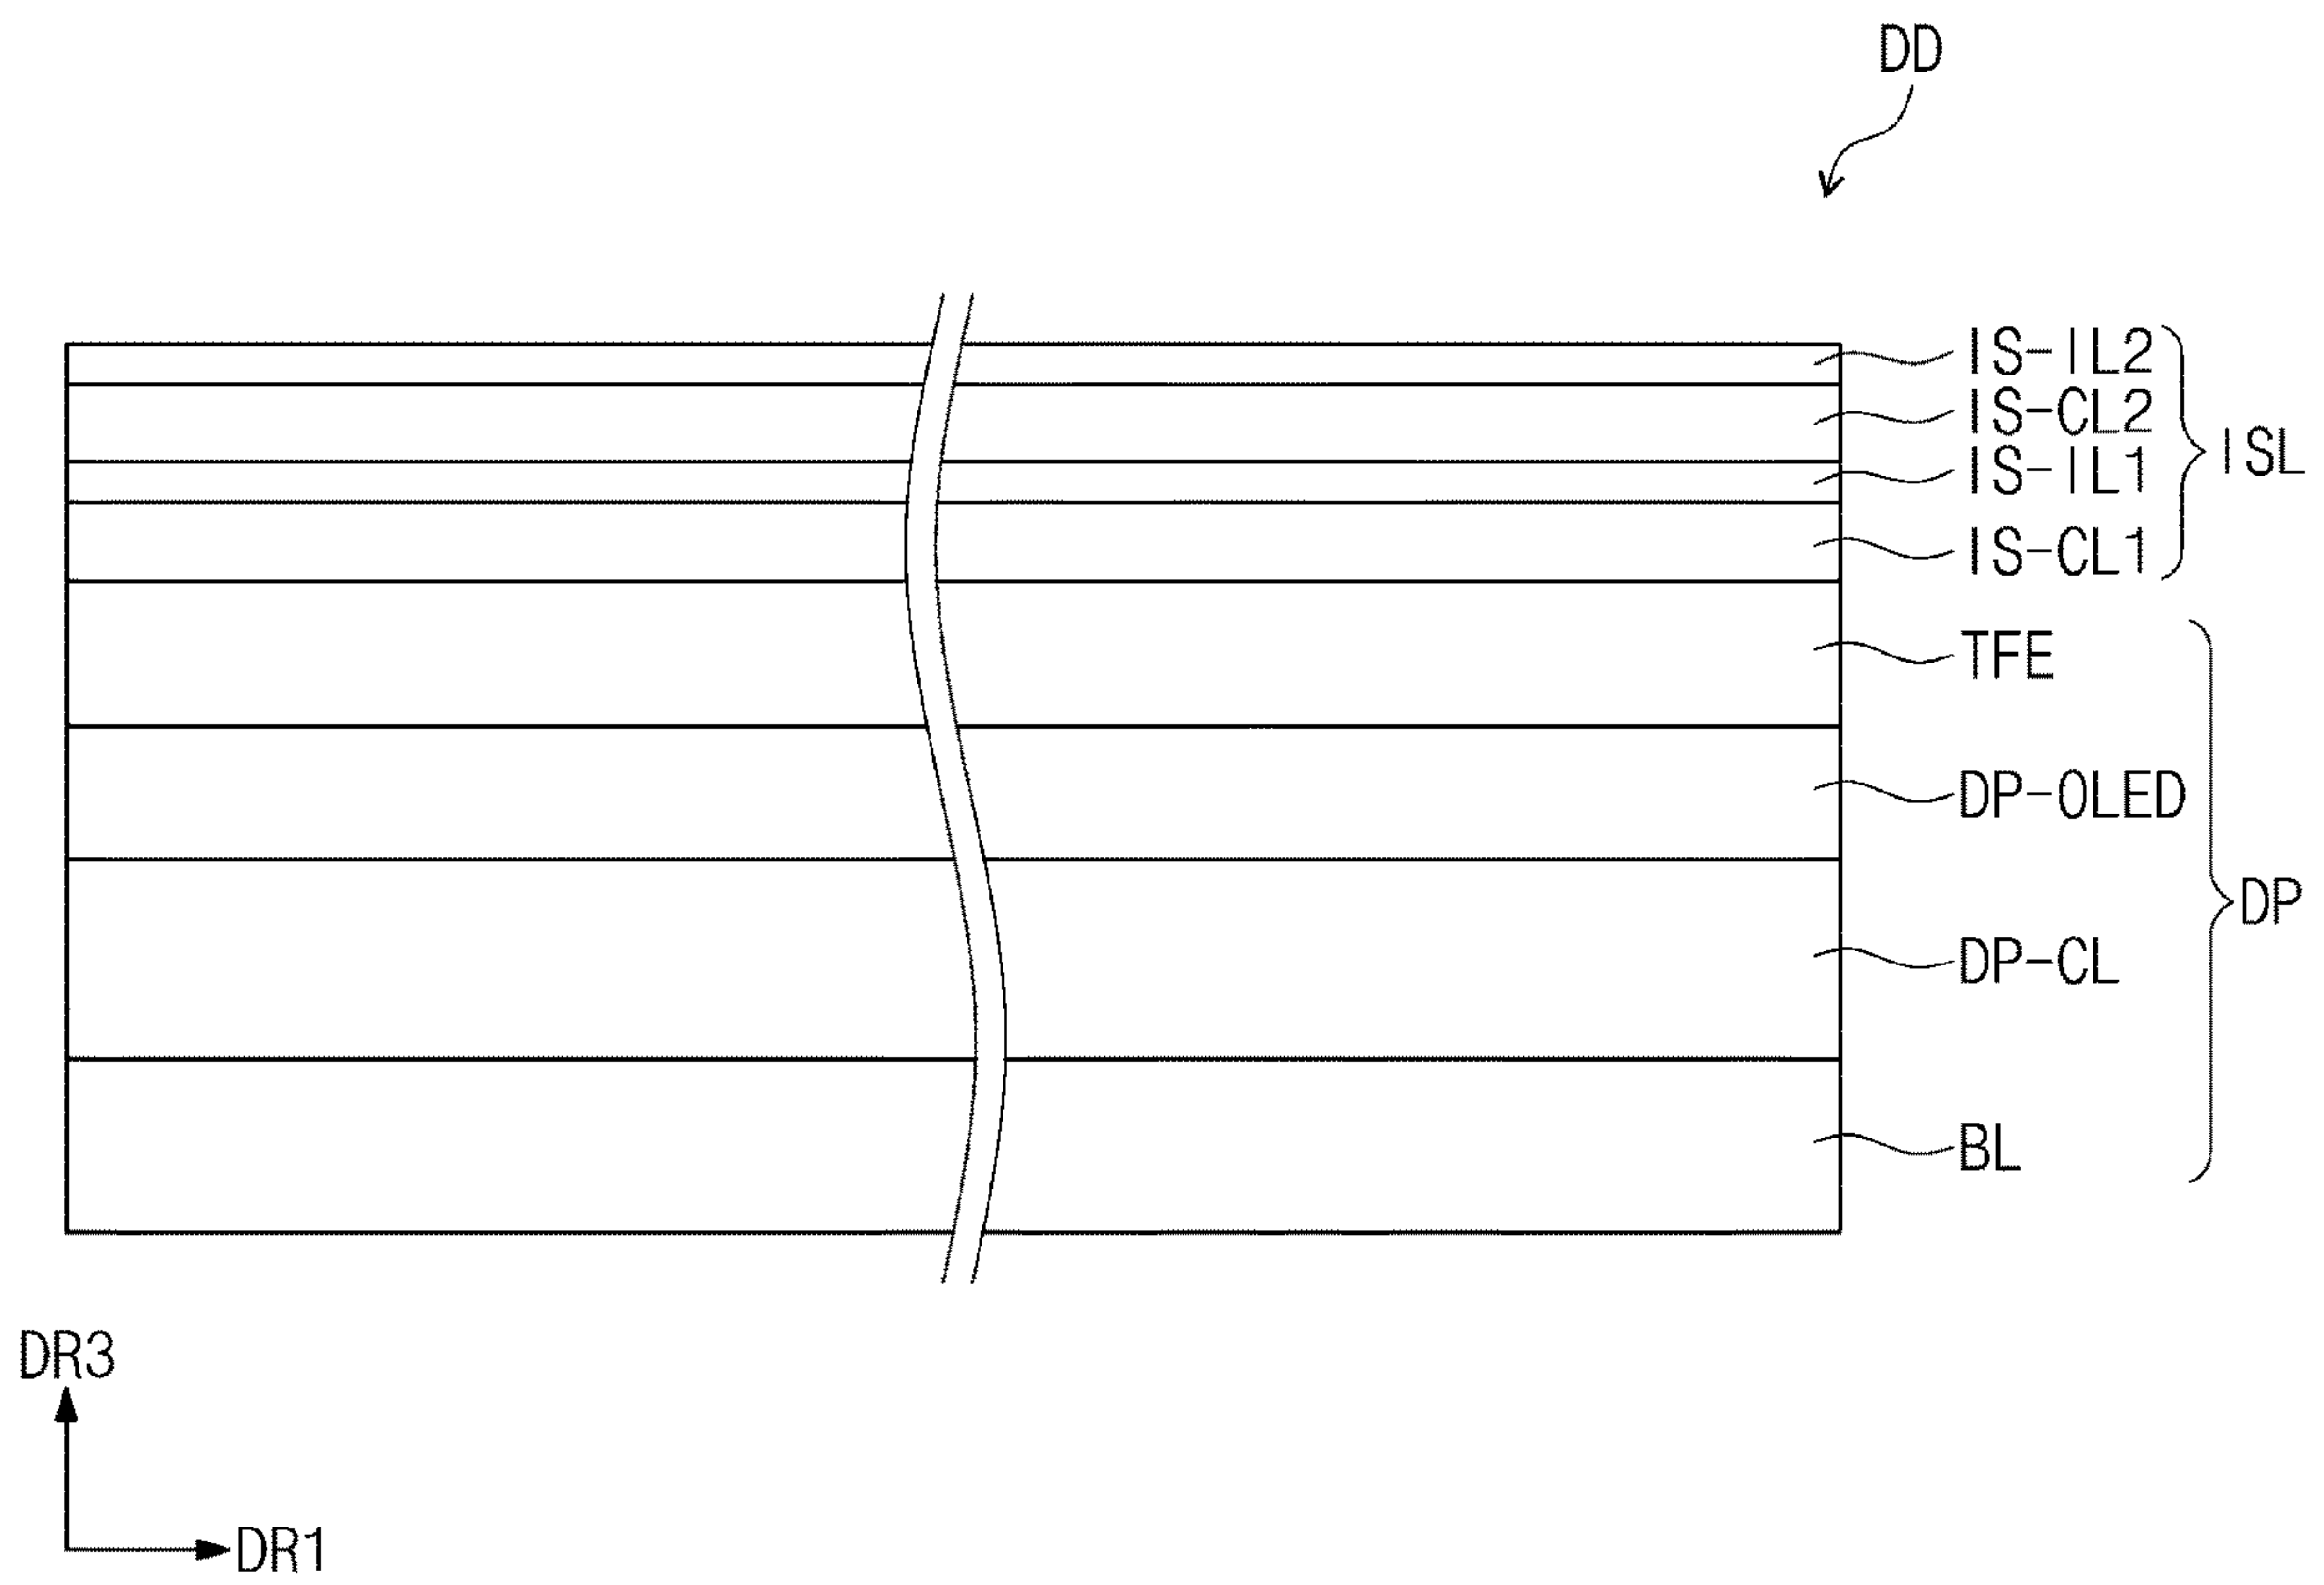 DD
IS-IL2
IS-CL2
IS-IL1
ISL
IS-CL1
TFE
DP-OLED
DP
DP-CL
BL
DR3
DR1